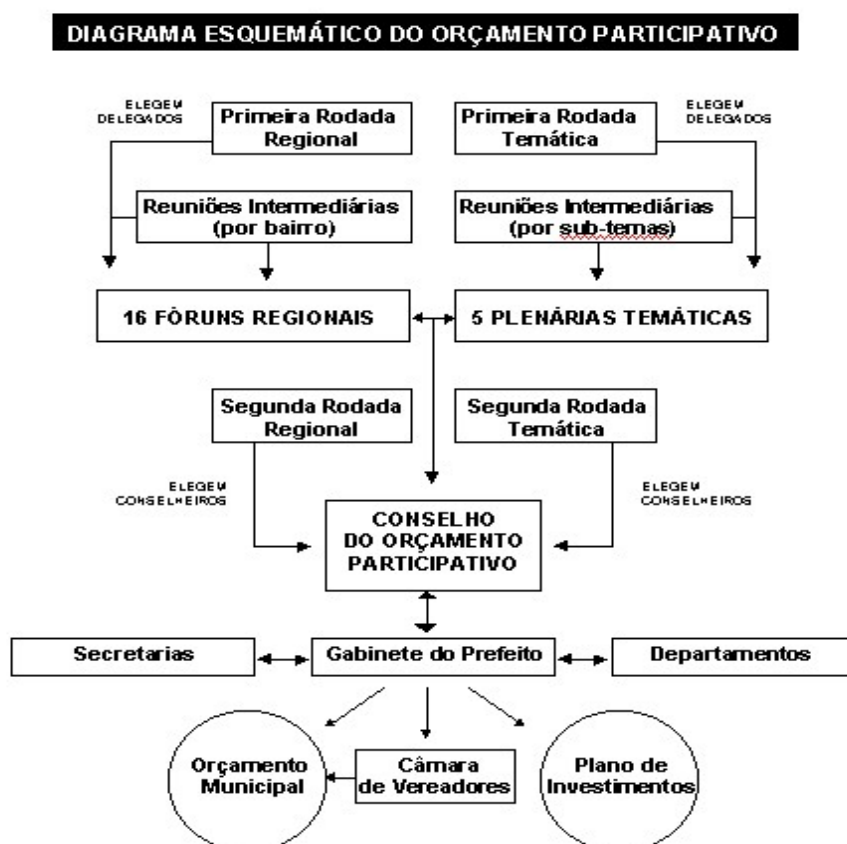 DIAGRAMA ESQUEMÁTICO DO ORÇAMENTO PARTICIPATIVO
ELEGEM
DELEGADOS
Primeira Rodada
Regional
Primeira Rodada
Temática
ELEGEM
DELEGADOS
Reuniões Intermediárias
(por bairro)
Reuniões Intermediárias
(por sub-temas)
16 FÓRUNS REGIONAIS
5 PLENÁRIAS TEMÁTICAS
Segunda Rodada
Regional
Segunda Rodada
Temática
ELEGEM
CONSELHEIROS
ELEGEM
CONSELHEIROS
CONSELHO
DO ORÇAMENTO
PARTICIPATIVO
Secretarias
Gabinete do Prefeito
Departamentos
Orçamento
Municipal
Câmara
de Vereadores
Plano de
Investimentos